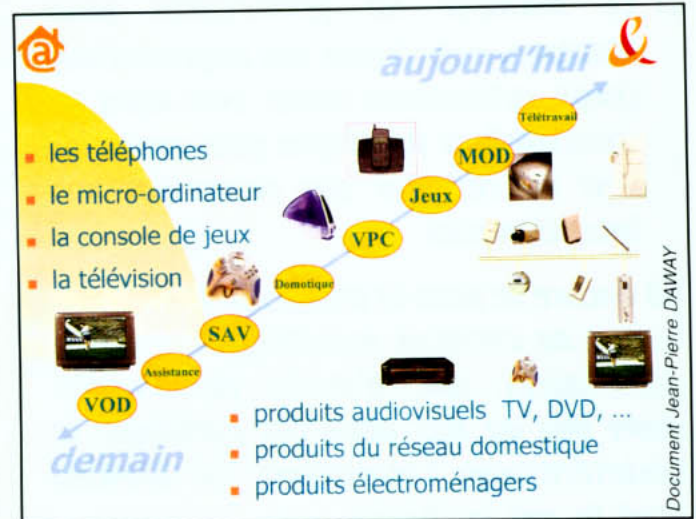 @
&
aujourd'hui
Télétravail
MOD
Jeux
VPC
Domotique
SAV
Assistance
VOD
demain
les téléphones
le micro-ordinateur
la console de jeux
la télévision
produits audiovisuels TV, DVD, ...
produits du réseau domestique
produits électroménagers
Document Jean-Pierre DAWAY